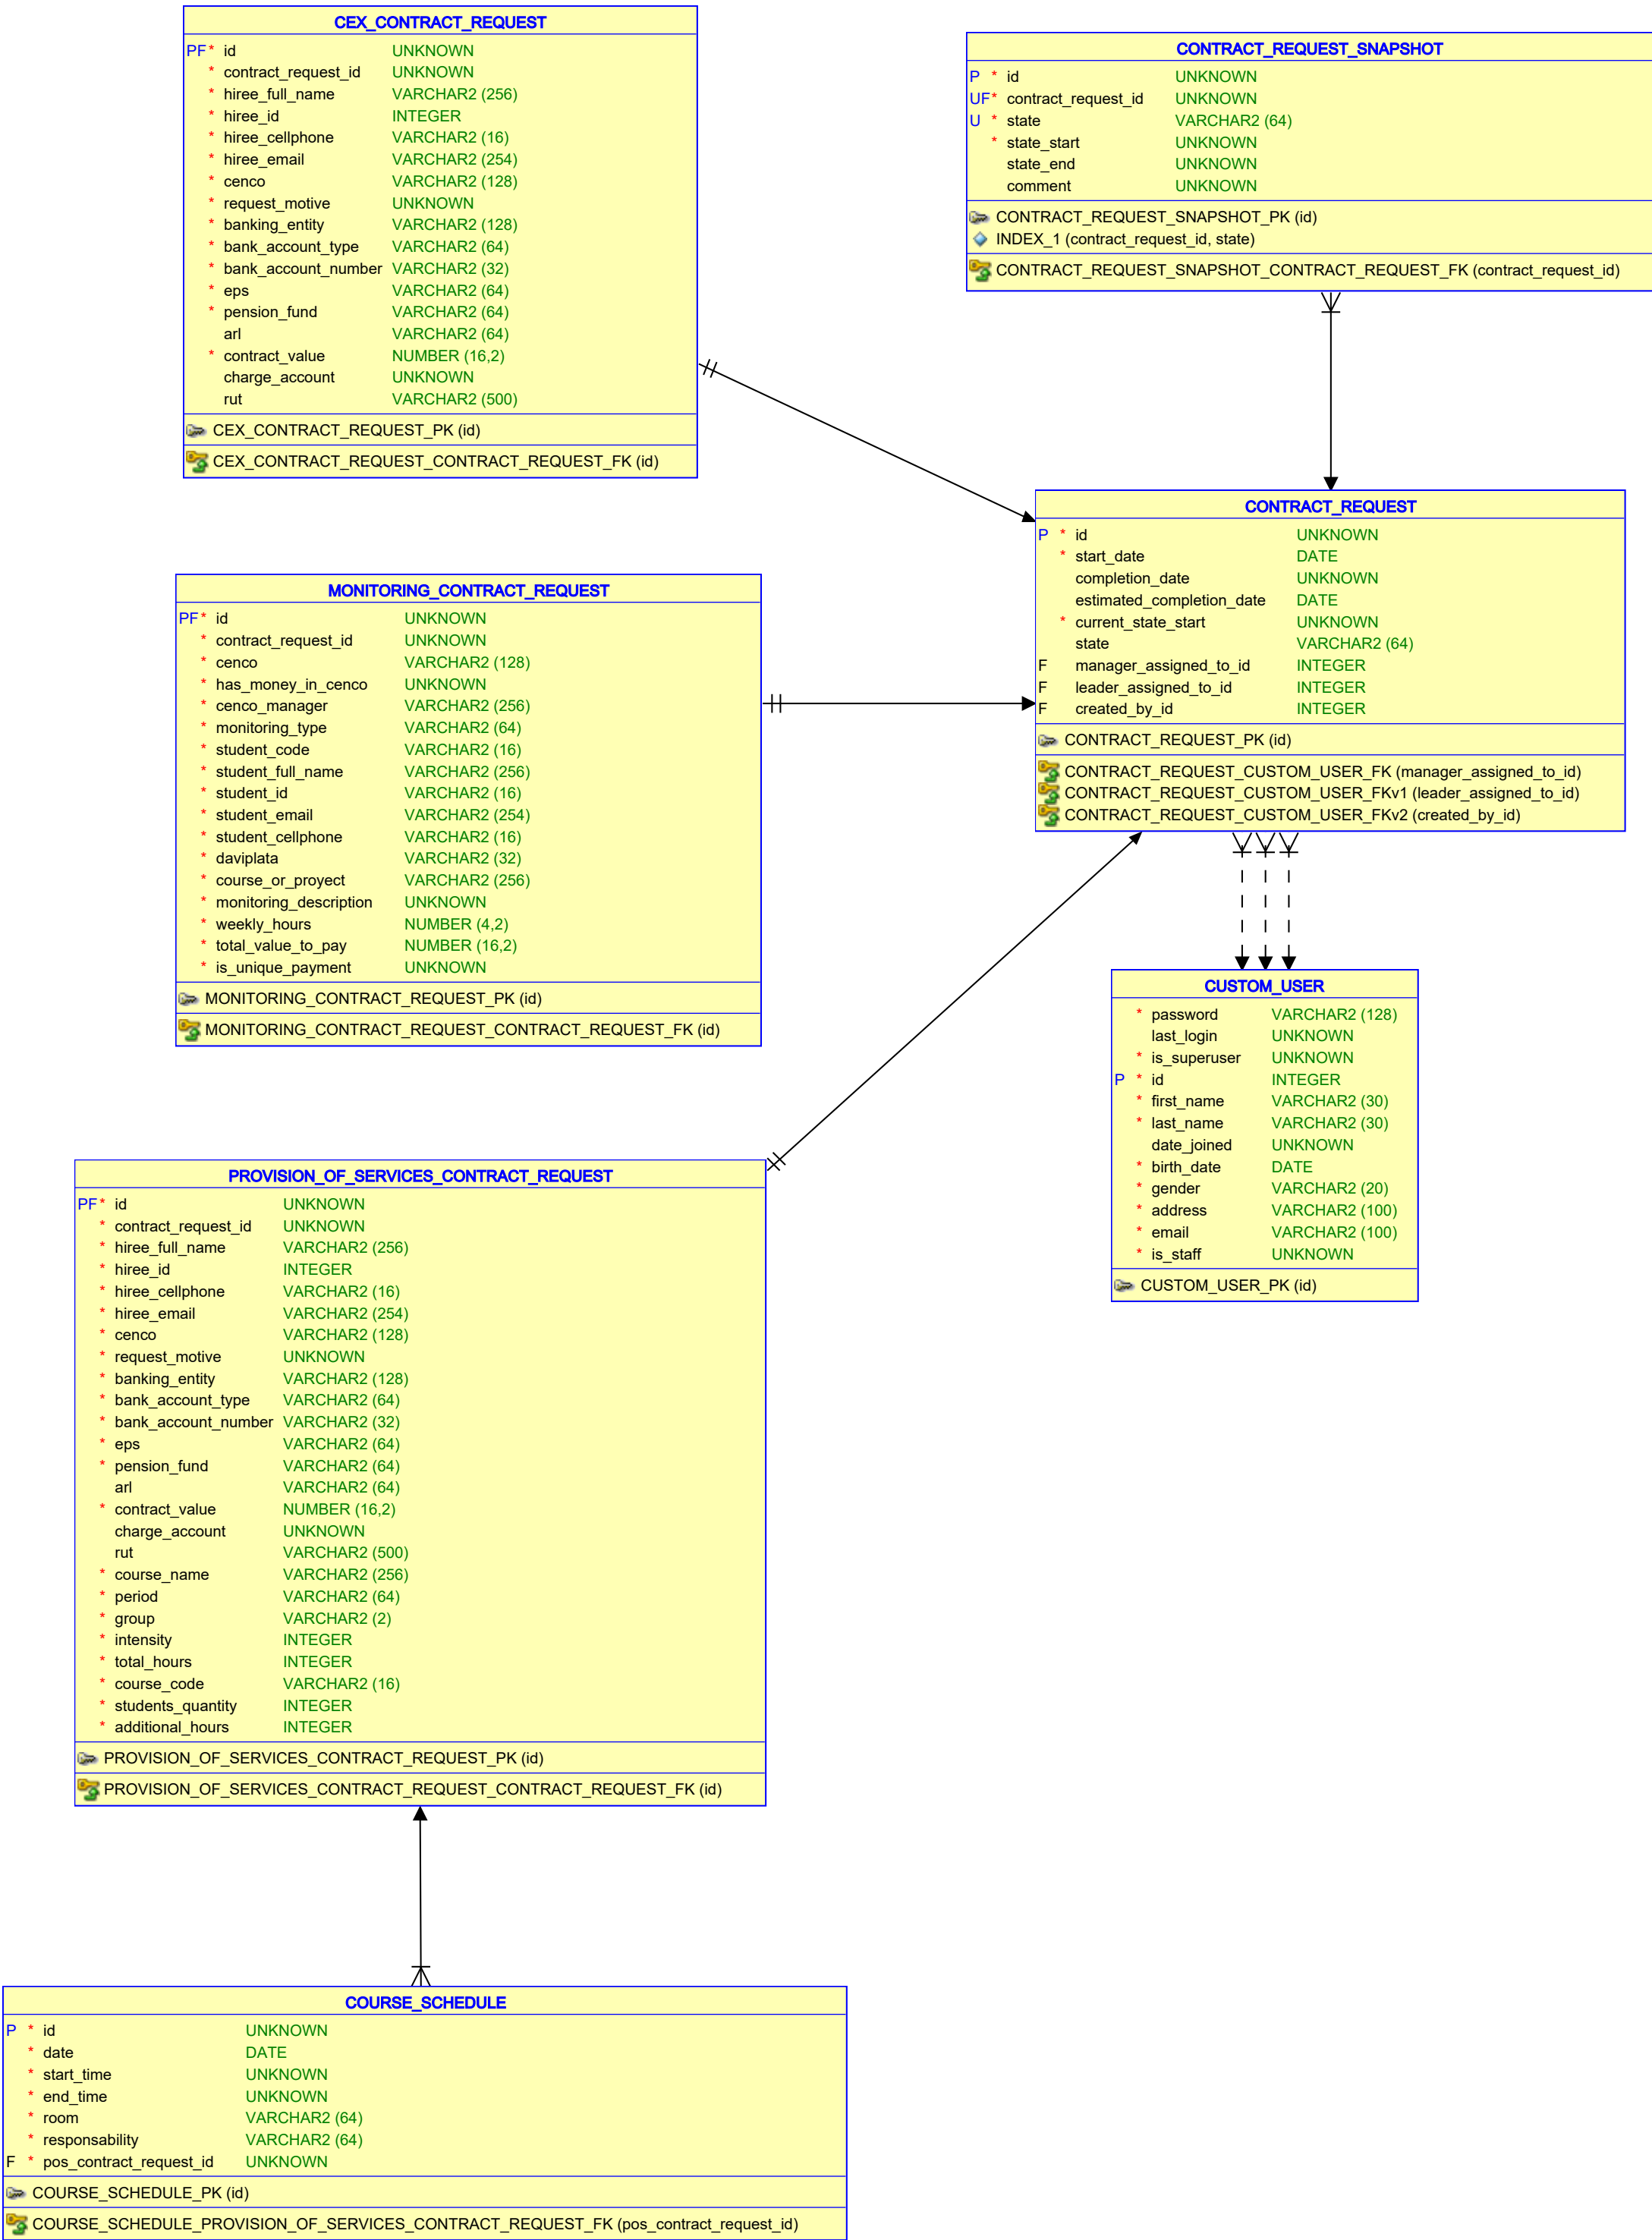 CEX_CONTRACT_REQUEST
PF * id UNKNOWN
* contract_request_id UNKNOWN
* hiree_full_name VARCHAR2 (256)
* hiree_id INTEGER
* hiree_cellphone VARCHAR2 (16)
* hiree_email VARCHAR2 (254)
* cenco VARCHAR2 (128)
* request_motive UNKNOWN
* banking_entity VARCHAR2 (128)
* bank_account_type VARCHAR2 (64)
* bank_account_number VARCHAR2 (32)
* eps VARCHAR2 (64)
* pension_fund VARCHAR2 (64)
arl VARCHAR2 (64)
* contract_value NUMBER (16,2)
charge_account UNKNOWN
rut VARCHAR2 (500)
CEX_CONTRACT_REQUEST_PK (id)
CEX_CONTRACT_REQUEST_CONTRACT_REQUEST_FK (id)
CONTRACT_REQUEST_SNAPSHOT
P * id UNKNOWN
UF * contract_request_id UNKNOWN
U * state VARCHAR2 (64)
* state_start UNKNOWN
state_end UNKNOWN
comment UNKNOWN
CONTRACT_REQUEST_SNAPSHOT_PK (id)
INDEX_1 (contract_request_id, state)
CONTRACT_REQUEST_SNAPSHOT_CONTRACT_REQUEST_FK (contract_request_id)
CONTRACT_REQUEST
P * id UNKNOWN
* start_date DATE
completion_date UNKNOWN
estimated_completion_date DATE
* current_state_start UNKNOWN
state VARCHAR2 (64)
F manager_assigned_to_id INTEGER
F leader_assigned_to_id INTEGER
F created_by_id INTEGER
CONTRACT_REQUEST_PK (id)
CONTRACT_REQUEST_CUSTOM_USER_FK (manager_assigned_to_id)
CONTRACT_REQUEST_CUSTOM_USER_FKv1 (leader_assigned_to_id)
CONTRACT_REQUEST_CUSTOM_USER_FKv2 (created_by_id)
MONITORING_CONTRACT_REQUEST
PF * id UNKNOWN
* contract_request_id UNKNOWN
* cenco VARCHAR2 (128)
* has_money_in_cenco UNKNOWN
* cenco_manager VARCHAR2 (256)
* monitoring_type VARCHAR2 (64)
* student_code VARCHAR2 (16)
* student_full_name VARCHAR2 (256)
* student_id VARCHAR2 (16)
* student_email VARCHAR2 (254)
* student_cellphone VARCHAR2 (16)
* daviplata VARCHAR2 (32)
* course_or_proyect VARCHAR2 (256)
* monitoring_description UNKNOWN
* weekly_hours NUMBER (4,2)
* total_value_to_pay NUMBER (16,2)
* is_unique_payment UNKNOWN
MONITORING_CONTRACT_REQUEST_PK (id)
MONITORING_CONTRACT_REQUEST_CONTRACT_REQUEST_FK (id)
CUSTOM_USER
* password VARCHAR2 (128)
last_login UNKNOWN
* is_superuser UNKNOWN
P * id INTEGER
* first_name VARCHAR2 (30)
* last_name VARCHAR2 (30)
date_joined UNKNOWN
* birth_date DATE
* gender VARCHAR2 (20)
* address VARCHAR2 (100)
* email VARCHAR2 (100)
* is_staff UNKNOWN
CUSTOM_USER_PK (id)
PROVISION_OF_SERVICES_CONTRACT_REQUEST
PF * id UNKNOWN
* contract_request_id UNKNOWN
* hiree_full_name VARCHAR2 (256)
* hiree_id INTEGER
* hiree_cellphone VARCHAR2 (16)
* hiree_email VARCHAR2 (254)
* cenco VARCHAR2 (128)
* request_motive UNKNOWN
* banking_entity VARCHAR2 (128)
* bank_account_type VARCHAR2 (64)
* bank_account_number VARCHAR2 (32)
* eps VARCHAR2 (64)
* pension_fund VARCHAR2 (64)
arl VARCHAR2 (64)
* contract_value NUMBER (16,2)
charge_account UNKNOWN
rut VARCHAR2 (500)
* course_name VARCHAR2 (256)
* period VARCHAR2 (64)
* group VARCHAR2 (2)
* intensity INTEGER
* total_hours INTEGER
* course_code VARCHAR2 (16)
* students_quantity INTEGER
* additional_hours INTEGER
PROVISION_OF_SERVICES_CONTRACT_REQUEST_PK (id)
PROVISION_OF_SERVICES_CONTRACT_REQUEST_CONTRACT_REQUEST_FK (id)
COURSE_SCHEDULE
P * id UNKNOWN
* date DATE
* start_time UNKNOWN
* end_time UNKNOWN
* room VARCHAR2 (64)
* responsability VARCHAR2 (64)
F * pos_contract_request_id UNKNOWN
COURSE_SCHEDULE_PK (id)
COURSE_SCHEDULE_PROVISION_OF_SERVICES_CONTRACT_REQUEST_FK (pos_contract_request_id)